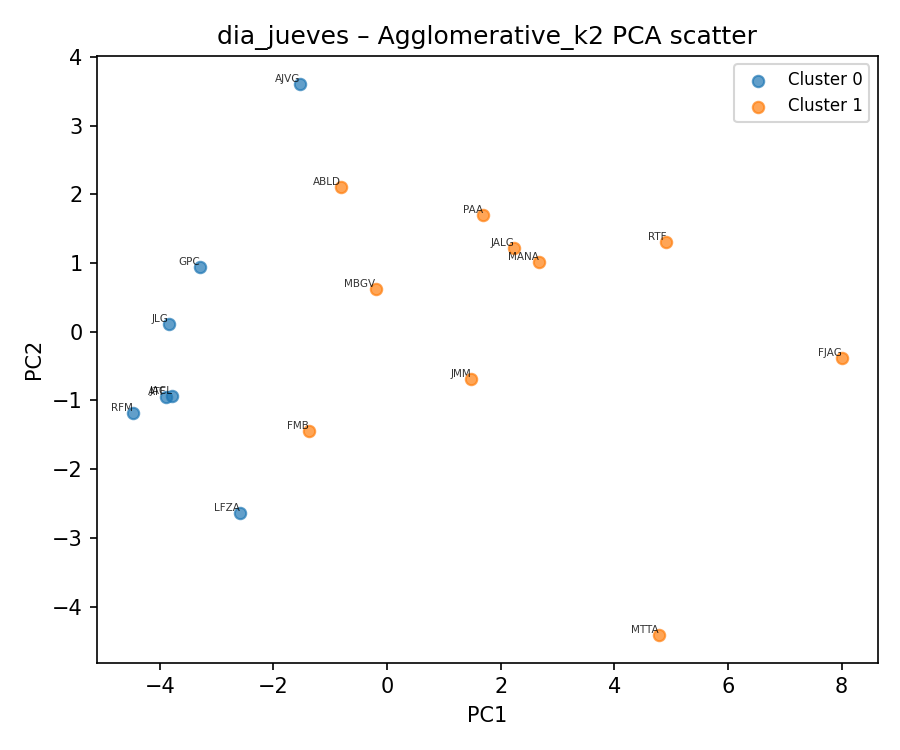 dia_jueves – Agglomerative_k2 PCA scatter
Cluster 0
Cluster 1
AJVG
ABLD
PAA
JALG
MANA
RTF
GPC
MBGV
JLG
FJAG
JMM
RFM
FMB
LFZA
MTTA
PC2
4
3
2
1
0
−1
−2
−3
−4
−4
−2
0
2
4
6
8
PC1